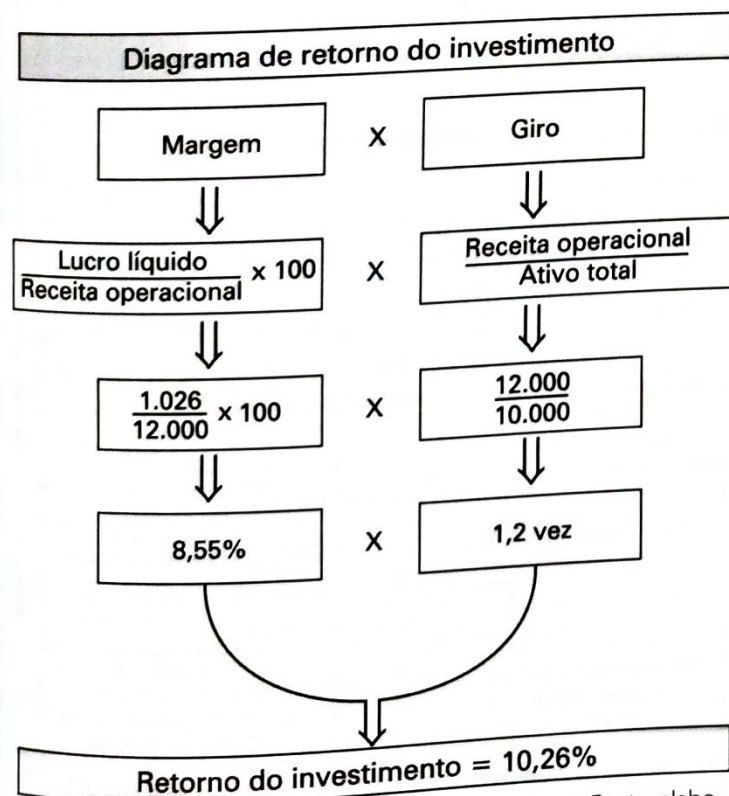 Diagrama de retorno do investimento
Margem X Giro
Lucro líquido / Receita operacional x 100 X Receita operacional / Ativo total
1.026 / 12.000 x 100 X 12.000 / 10.000
8,55% X 1,2 vez
Retorno do investimento = 10,26%